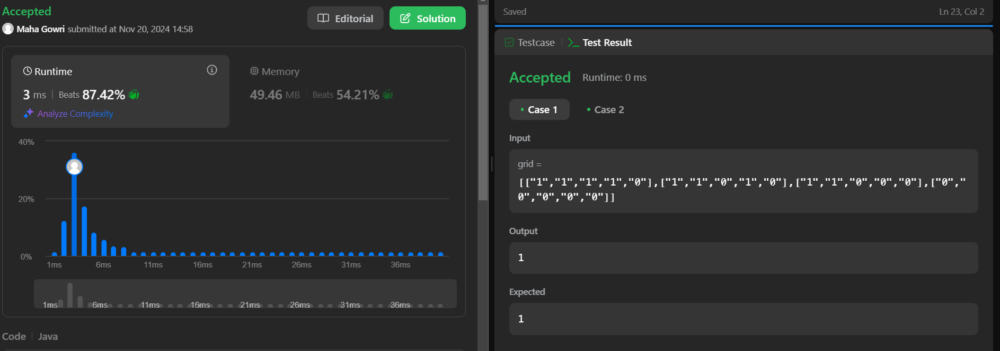 Accepted
Editorial
Solution
Maha Gowri submitted at Nov 20, 2024 14:58
Runtime
3 ms | Beats 87.42%
Analyze Complexity
Memory
49.46 MB | Beats 54.21%
40%
20%
0%
1ms 6ms 11ms 16ms 21ms 26ms 31ms 36ms
1ms 6ms 11ms 16ms 21ms 26ms 31ms 36ms
Code | Java
Saved
Ln 23, Col 2
Testcase | >_ Test Result
Accepted Runtime: 0 ms
• Case 1 • Case 2
Input
grid =
[["1","1","1","1","0"],["1","1","0","1","0"],["1","1","0","0","0"],["0","
0","0","0","0"]]
Output
1
Expected
1